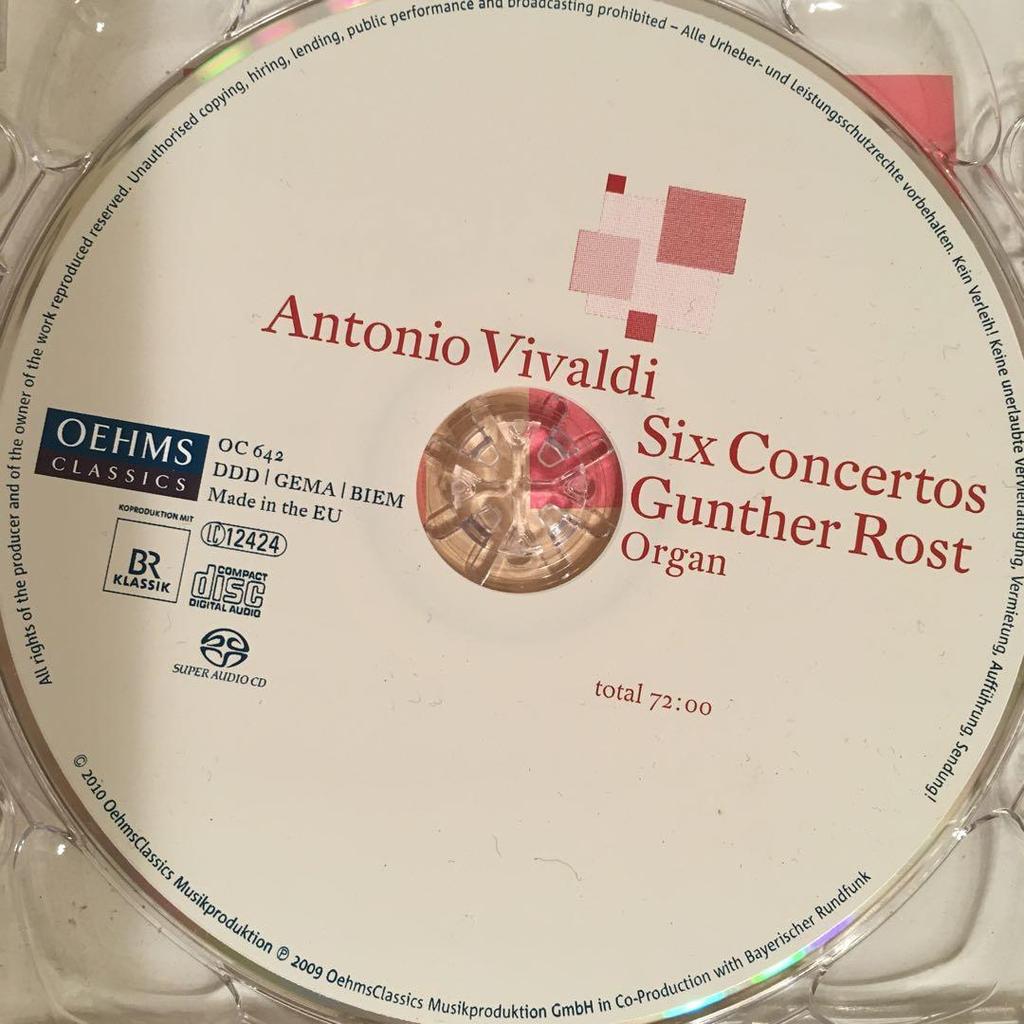 All rights of the producer and of the owner of the work reproduced reserved. Unauthorised copying, hiring, lending, public performance and broadcasting prohibited – Alle Urheber- und Leistungsschutzrechte vorbehalten. Kein Verleih! Keine unerlaubte Vervielfältigung, Vermietung, Aufführung, Sendung!
Antonio Vivaldi
Six Concertos
Gunther Rost
Organ
OEHMS
CLASSICS
OC 642
DDD | GEMA | BIEM
Made in the EU
KOPRODUKTION MIT
BR
KLASSIK
LC 12424
COMPACT
disc
DIGITAL AUDIO
SUPER AUDIO CD
total 72:00
© 2010 OehmsClassics Musikproduktion ℗ 2009 OehmsClassics Musikproduktion GmbH in Co-Production with Bayerischer Rundfunk